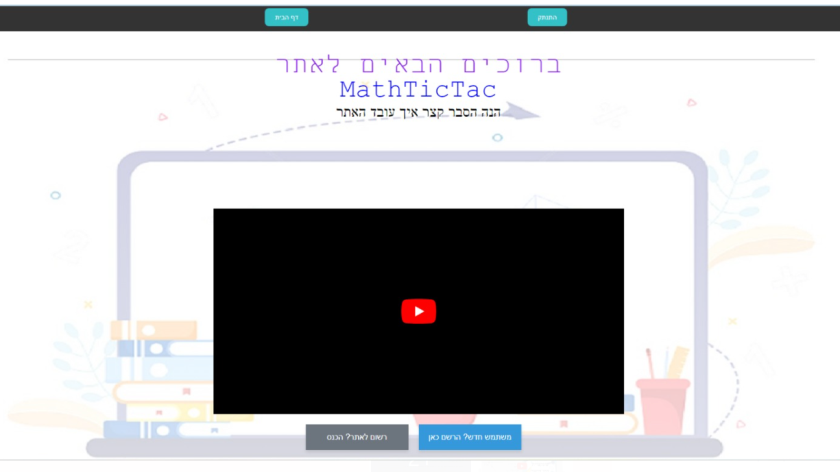 התנתק
דף הבית
ברוכים הבאים לאתר
MathTicTac
הנה הסבר קצר איך עובד האתר
משתמש חדש? הרשם כאן
רשום לאתר? הכנס